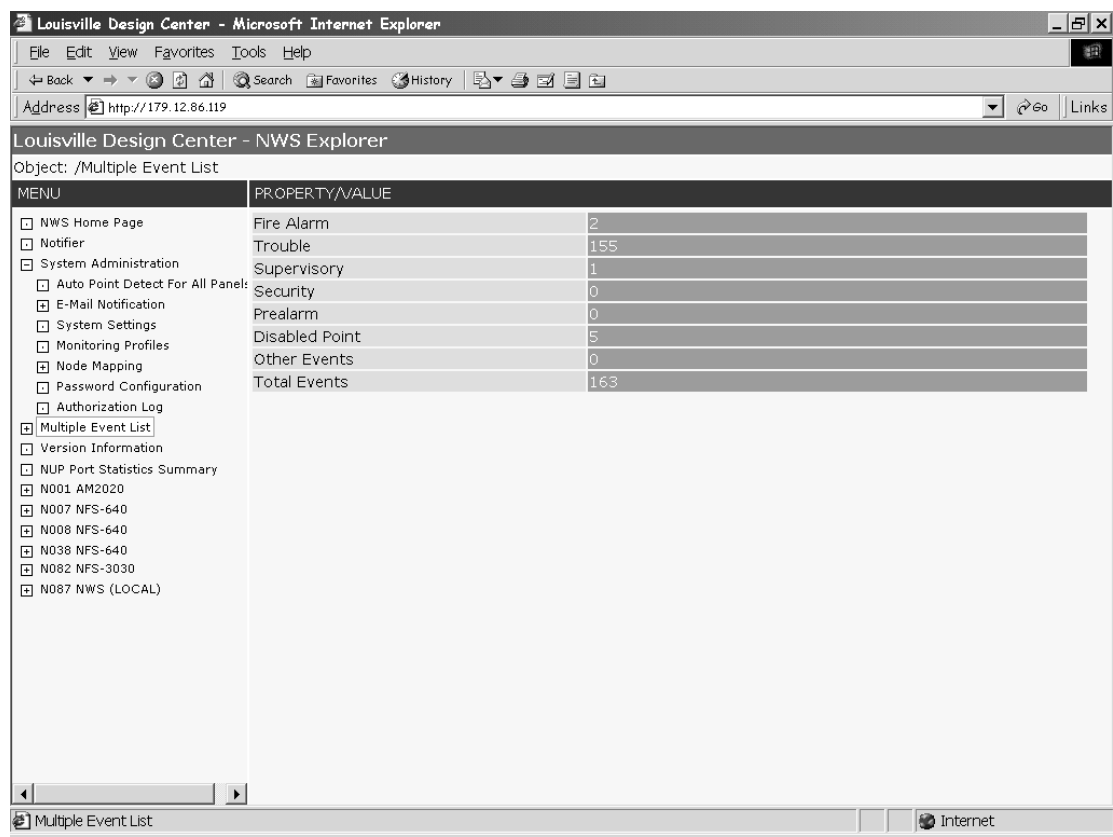 Louisville Design Center - Microsoft Internet Explorer
File Edit View Favorites Tools Help
Back Search Favorites History
Address http://179.12.86.119 Go Links
Louisville Design Center - NWS Explorer
Object: /Multiple Event List
MENU
NWS Home Page
Notifier
System Administration
Auto Point Detect For All Panels
E-Mail Notification
System Settings
Monitoring Profiles
Node Mapping
Password Configuration
Authorization Log
Multiple Event List
Version Information
NUP Port Statistics Summary
N001 AM2020
N007 NFS-640
N008 NFS-640
N038 NFS-640
N082 NFS-3030
N087 NWS (LOCAL)
PROPERTY/VALUE
Fire Alarm 2
Trouble 155
Supervisory 1
Security 0
Prealarm 0
Disabled Point 5
Other Events 0
Total Events 163
Multiple Event List Internet